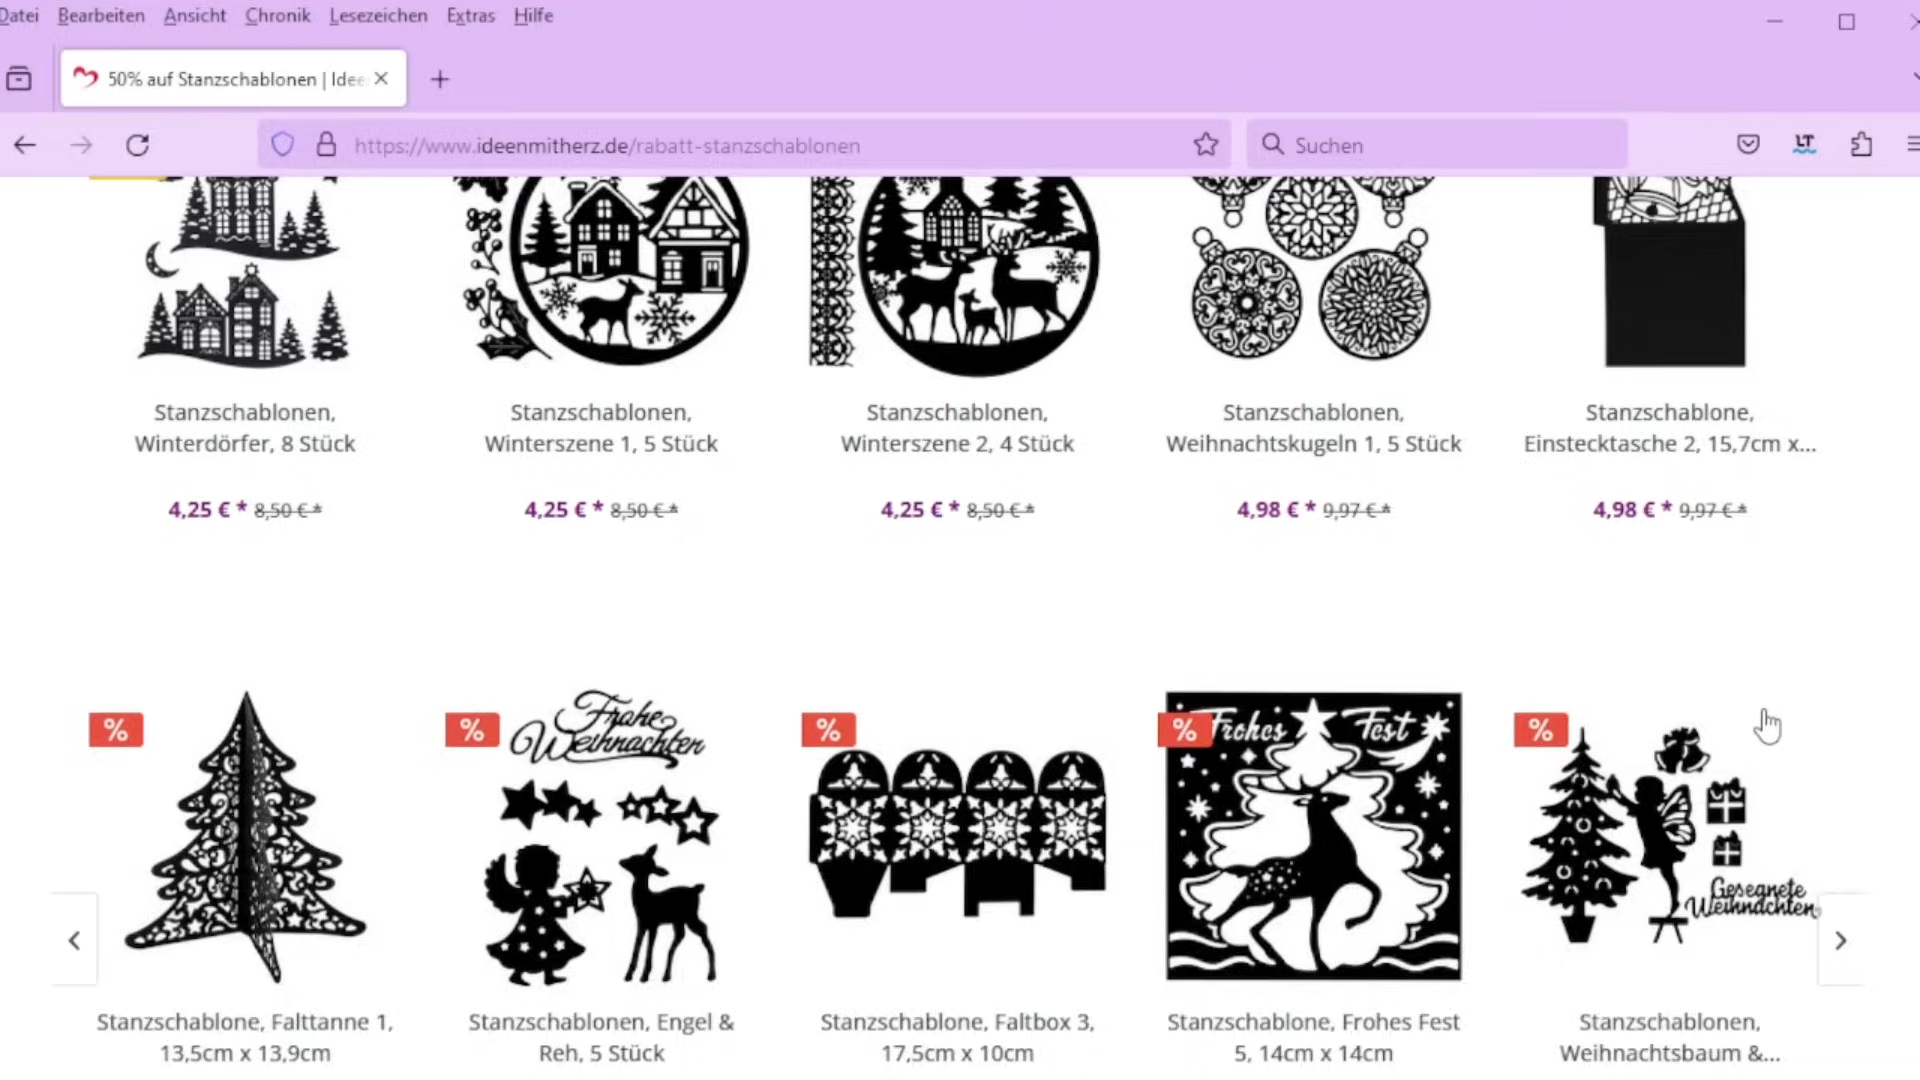 Datei Bearbeiten Ansicht Chronik Lesezeichen Extras Hilfe
50% auf Stanzschablonen | Idee
https://www.ideenmitherz.de/rabatt-stanzschablonen
Suchen
LT
Stanzschablonen,
Winterdörfer, 8 Stück
4,25 € * 8,50 € *
Stanzschablonen,
Winterszene 1, 5 Stück
4,25 € * 8,50 € *
Stanzschablonen,
Winterszene 2, 4 Stück
4,25 € * 8,50 € *
Stanzschablonen,
Weihnachtskugeln 1, 5 Stück
4,98 € * 9,97 € *
Stanzschablone,
Einstecktasche 2, 15,7cm x...
4,98 € * 9,97 € *
%
Stanzschablone, Falttanne 1,
13,5cm x 13,9cm
%
Frohe
Weihnachten
Stanzschablonen, Engel &
Reh, 5 Stück
%
Stanzschablone, Faltbox 3,
17,5cm x 10cm
%
Frohes Fest
Stanzschablone, Frohes Fest
5, 14cm x 14cm
%
Gesegnete
Weihnachten
Stanzschablonen,
Weihnachtsbaum &...